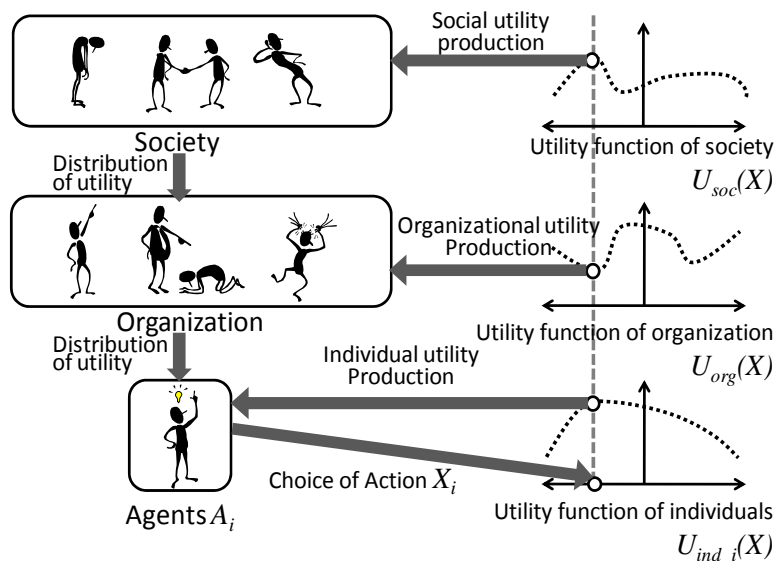 Social utility
production
Society
Utility function of society
U_soc(X)
Distribution
of utility
Organizational utility
Production
Organization
Utility function of organization
U_org(X)
Distribution
of utility
Individual utility
Production
Choice of Action X_i
Agents A_i
Utility function of individuals
U_ind_i(X)